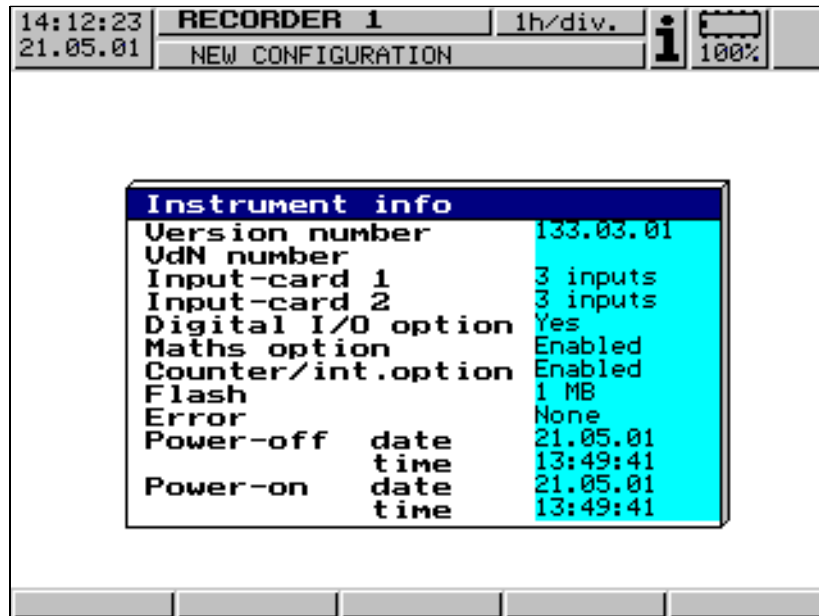 14:12:23 RECORDER 1 1h/div.
21.05.01 NEW CONFIGURATION i 100%
Instrument info
Version number 133.03.01
VdN number
Input-card 1 3 inputs
Input-card 2 3 inputs
Digital I/O option Yes
Maths option Enabled
Counter/int.option Enabled
Flash 1 MB
Error None
Power-off date 21.05.01
time 13:49:41
Power-on date 21.05.01
time 13:49:41